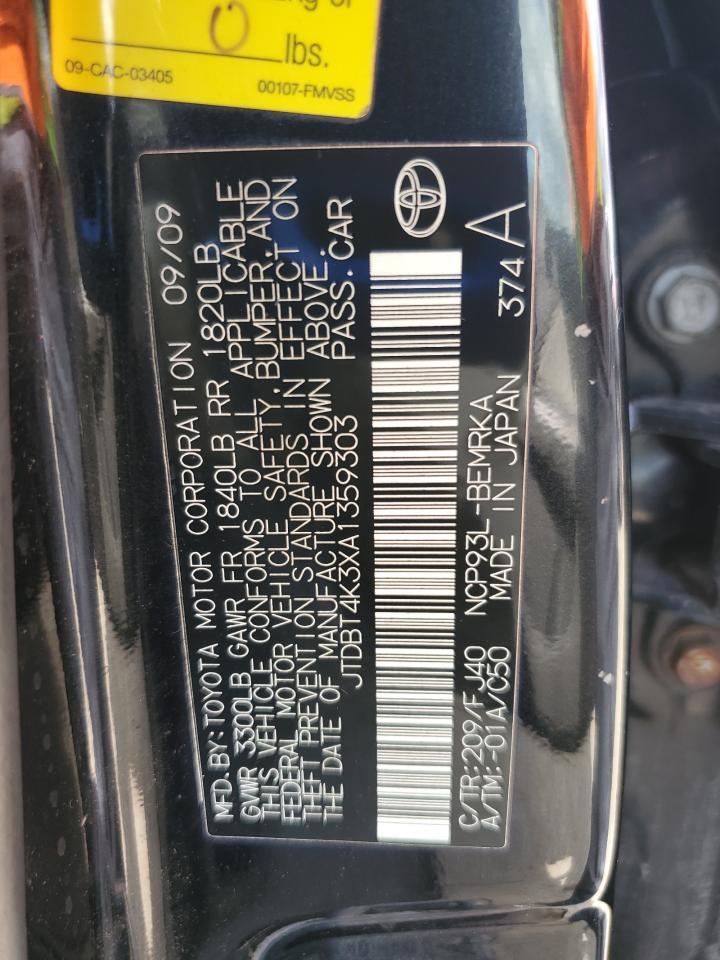 0 lbs.
09-CAC-03405 00107-FMVSS
MFD. BY: TOYOTA MOTOR CORPORATION 09/09
GVWR 3300LB GAWR FR 1840LB RR 1820LB
THIS VEHICLE CONFORMS TO ALL APPLICABLE
FEDERAL MOTOR VEHICLE SAFETY, BUMPER, AND
THEFT PREVENTION STANDARDS IN EFFECT ON
THE DATE OF MANUFACTURE SHOWN ABOVE.
JTDBT4K3XA1359303 PASS. CAR
C/TR: 209/FJ40 NCP93L-BEMRKA 374A
A/TM: -01A/C50 MADE IN JAPAN